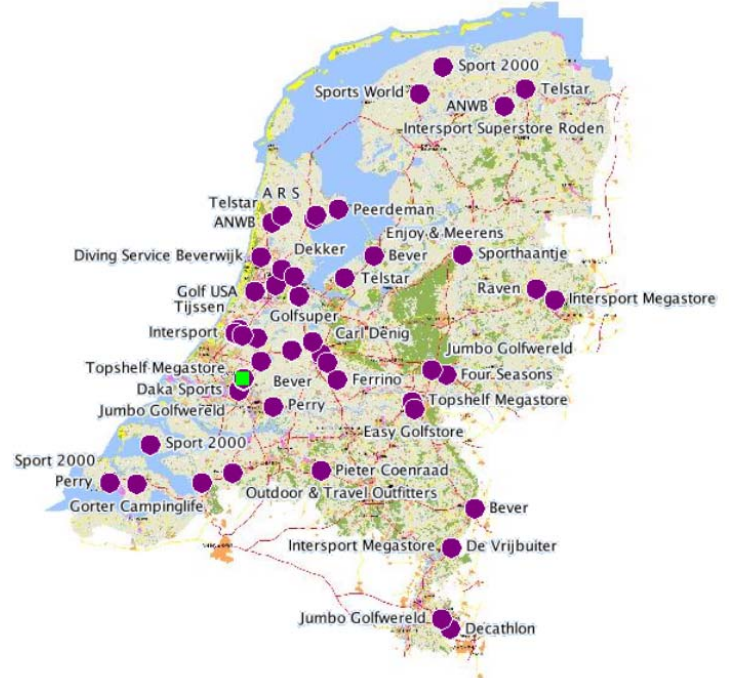 Sport 2000
Sports World
Telstar
ANWB
Intersport Superstore Roden
A R S
Telstar
ANWB
Peerdeman
Enjoy & Meerens
Dekker
Bever
Sporthaantje
Diving Service Beverwijk
Telstar
Raven
Intersport Megastore
Golf USA
Tijssen
Golfsuper
Intersport
Carl Denig
Jumbo Golfwereld
Topshelf Megastore
Four Seasons
Bever
Ferrino
Daka Sports
Topshelf Megastore
Jumbo Golfwereld
Perry
Easy Golfstore
Sport 2000
Sport 2000
Pieter Coenraad
Perry
Outdoor & Travel Outfitters
Gorter Campinglife
Bever
Intersport Megastore
De Vrijbuiter
Jumbo Golfwereld
Decathlon